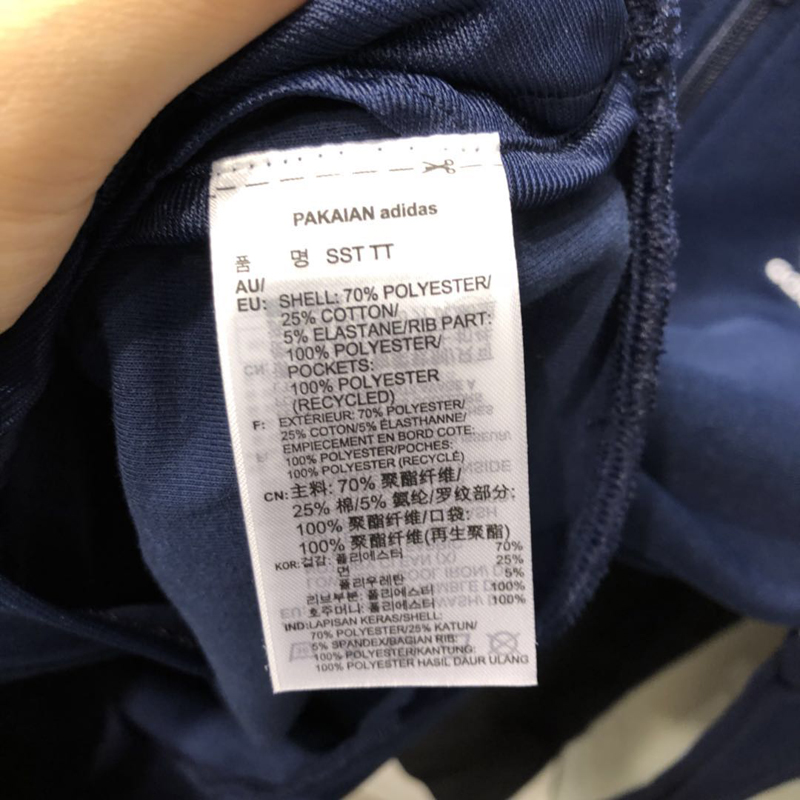 PAKAIAN adidas
품 명 SST TT
AU/
EU: SHELL: 70% POLYESTER/
25% COTTON/
5% ELASTANE/RIB PART:
100% POLYESTER/
POCKETS:
100% POLYESTER
(RECYCLED)
F: EXTÉRIEUR: 70% POLYESTER/
25% COTON/5% ÉLASTHANNE/
EMPIECEMENT EN BORD COTE:
100% POLYESTER/POCHES:
100% POLYESTER (RECYCLÉ)
CN: 主料: 70% 聚酯纤维/
25% 棉/5% 氨纶/罗纹部分:
100% 聚酯纤维/口袋:
100% 聚酯纤维(再生聚酯)
KOR: 겉감: 폴리에스터 70%
면 25%
폴리우레탄 5%
리브부분: 폴리에스터 100%
호주머니: 폴리에스터 100%
IND: LAPISAN KERAS/SHELL:
70% POLYESTER/25% KATUN/
5% SPANDEX/BAGIAN RIB:
100% POLYESTER/KANTUNG:
100% POLYESTER HASIL DAUR ULANG